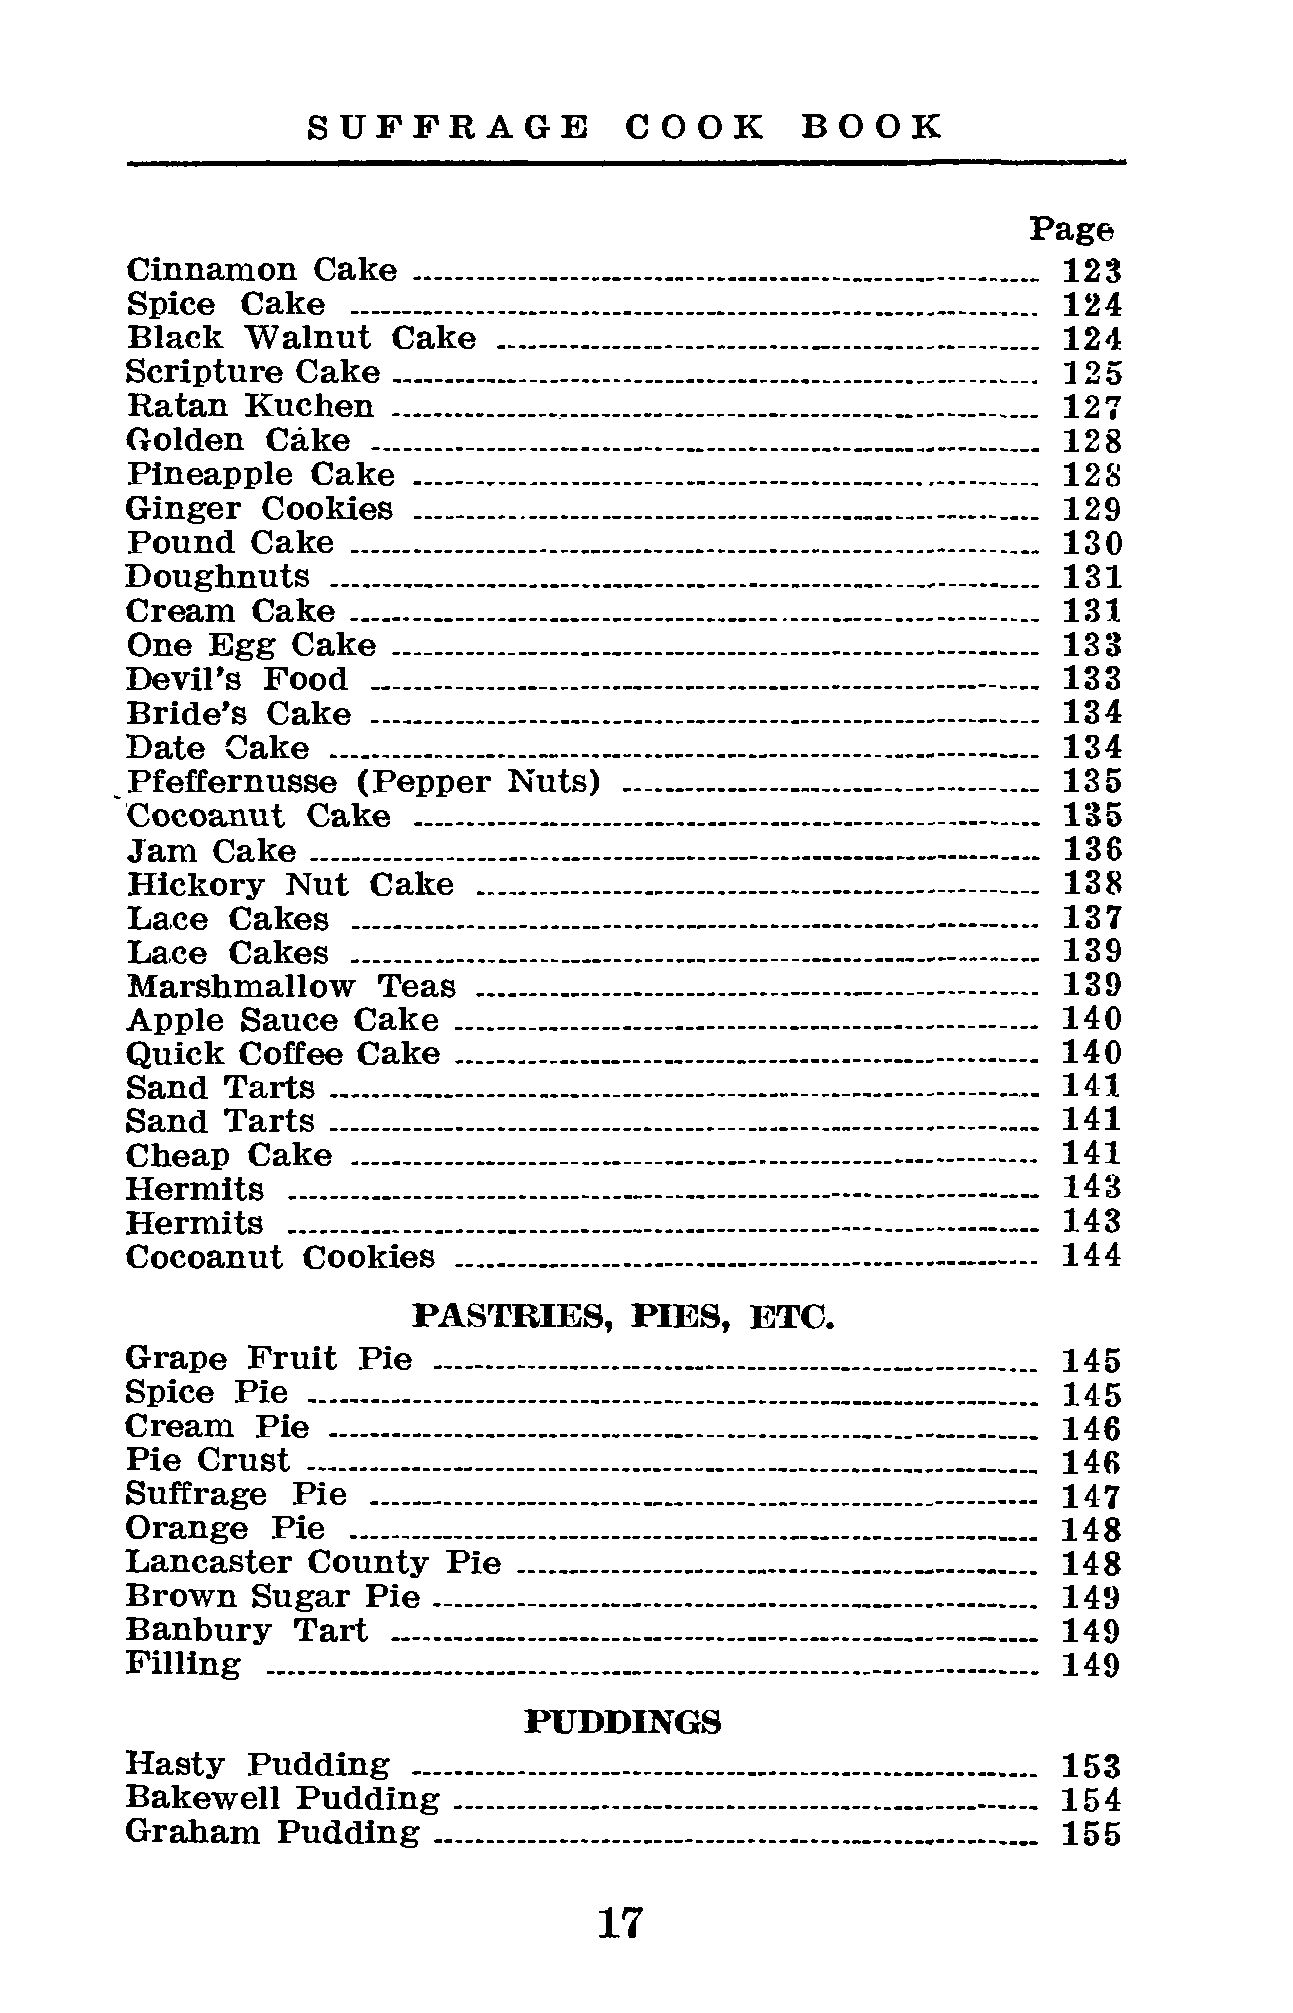 SUFFRAGE COOK BOOK
Page
Cinnamon Cake 123
Spice Cake 124
Black Walnut Cake 124
Scripture Cake 125
Ratan Kuchen 127
Golden Cake 128
Pineapple Cake 128
Ginger Cookies 129
Pound Cake 130
Doughnuts 131
Cream Cake 131
One Egg Cake 133
Devil's Food 133
Bride's Cake 134
Date Cake 134
Pfeffernusse (Pepper Nuts) 135
Cocoanut Cake 135
Jam Cake 136
Hickory Nut Cake 138
Lace Cakes 137
Lace Cakes 139
Marshmallow Teas 139
Apple Sauce Cake 140
Quick Coffee Cake 140
Sand Tarts 141
Sand Tarts 141
Cheap Cake 141
Hermits 143
Hermits 143
Cocoanut Cookies 144
PASTRIES, PIES, ETC.
Grape Fruit Pie 145
Spice Pie 145
Cream Pie 146
Pie Crust 146
Suffrage Pie 147
Orange Pie 148
Lancaster County Pie 148
Brown Sugar Pie 149
Banbury Tart 149
Filling 149
PUDDINGS
Hasty Pudding 153
Bakewell Pudding 154
Graham Pudding 155
17